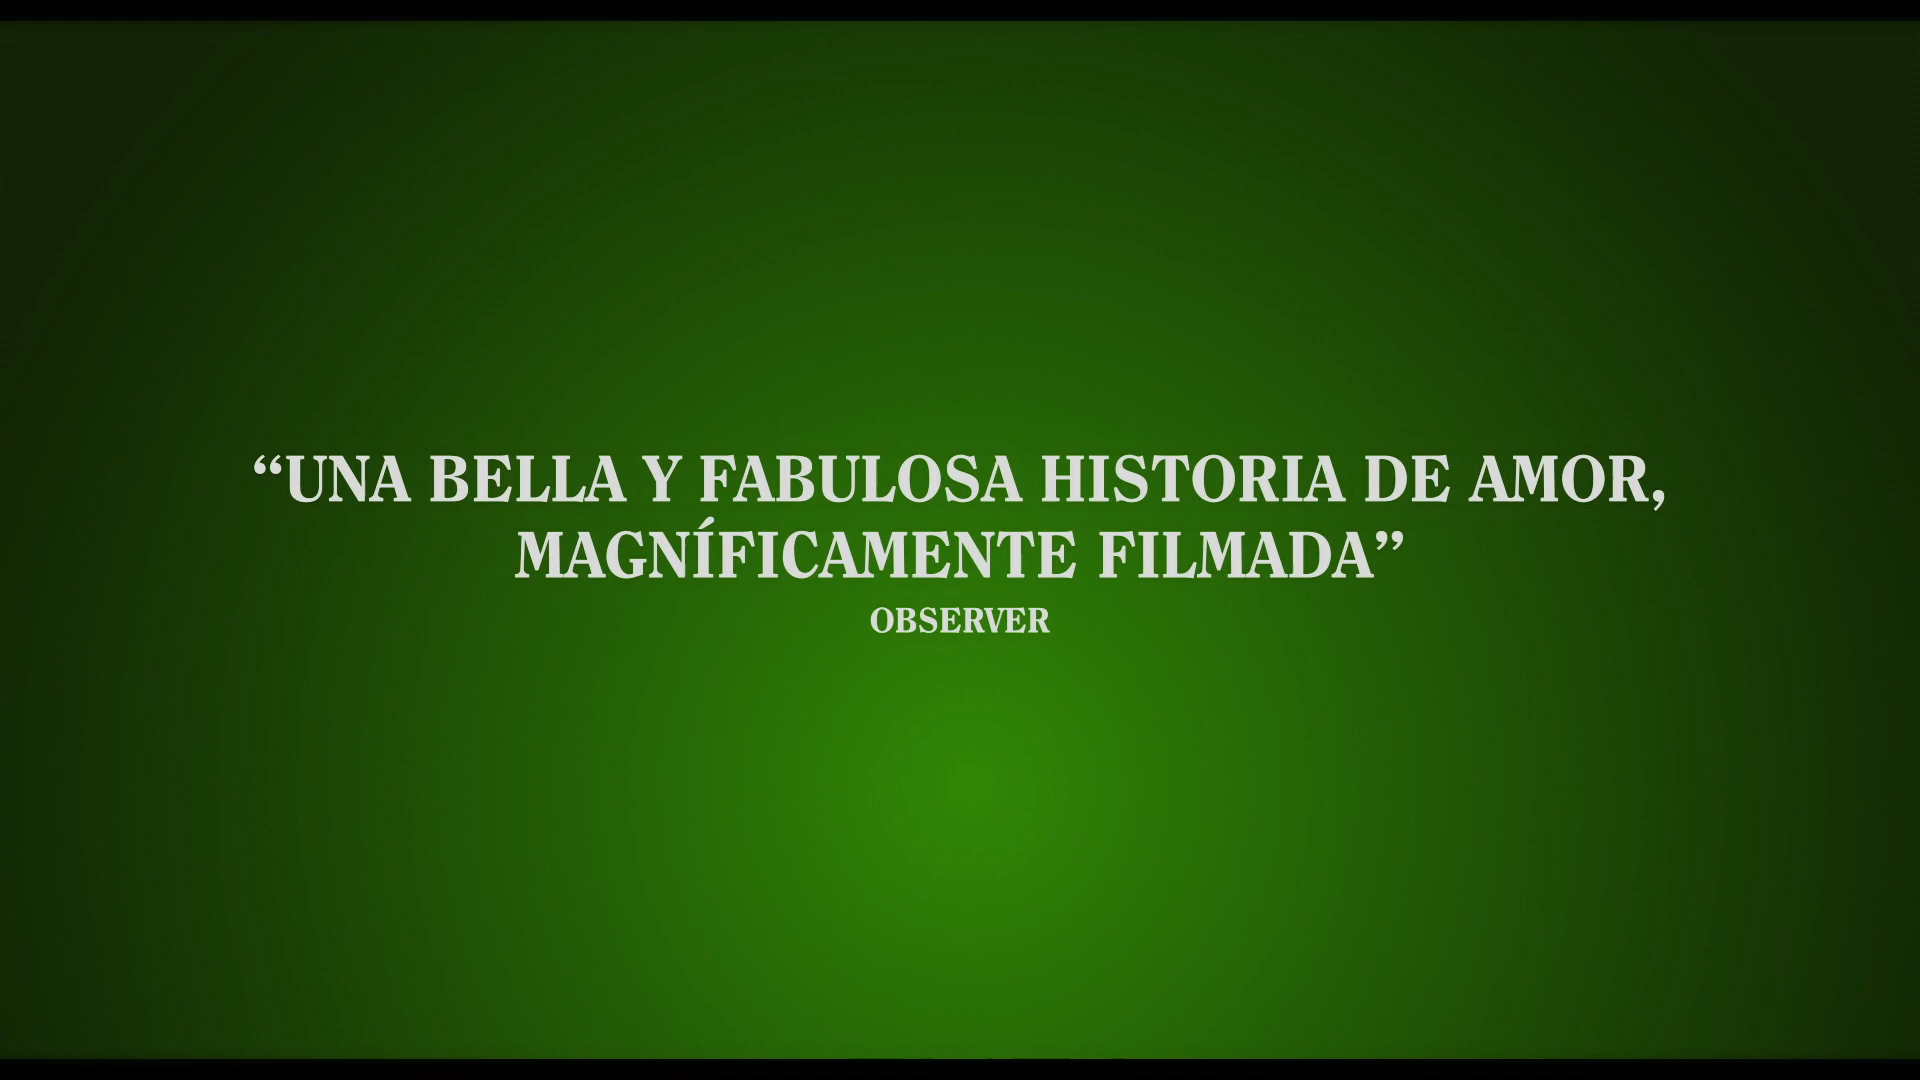 “UNA BELLA Y FABULOSA HISTORIA DE AMOR,
MAGNÍFICAMENTE FILMADA”
OBSERVER